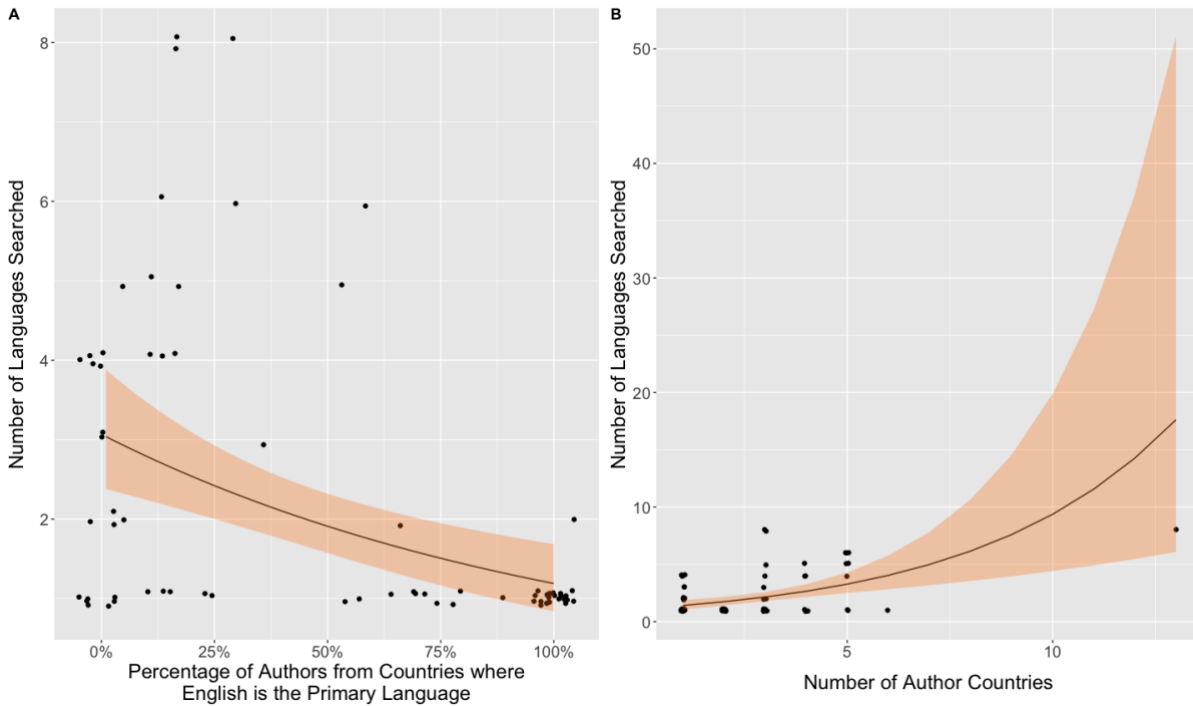 A
Number of Languages Searched
8
6
4
2
0%
25%
50%
75%
100%
Percentage of Authors from Countries where
English is the Primary Language
B
Number of Languages Searched
50
40
30
20
10
0
5
10
Number of Author Countries